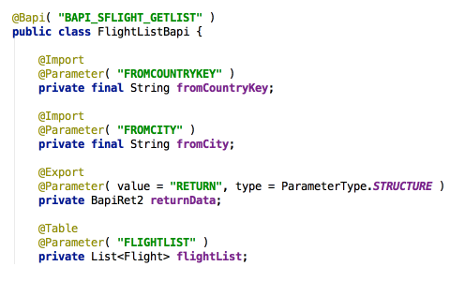 @Bapi( "BAPI_SFLIGHT_GETLIST" )
public class FlightListBapi {
@Import
@Parameter( "FROMCOUNTRYKEY" )
private final String fromCountryKey;
@Import
@Parameter( "FROMCITY" )
private final String fromCity;
@Export
@Parameter( value = "RETURN", type = ParameterType.STRUCTURE )
private BapiRet2 returnData;
@Table
@Parameter( "FLIGHTLIST" )
private List<Flight> flightList;